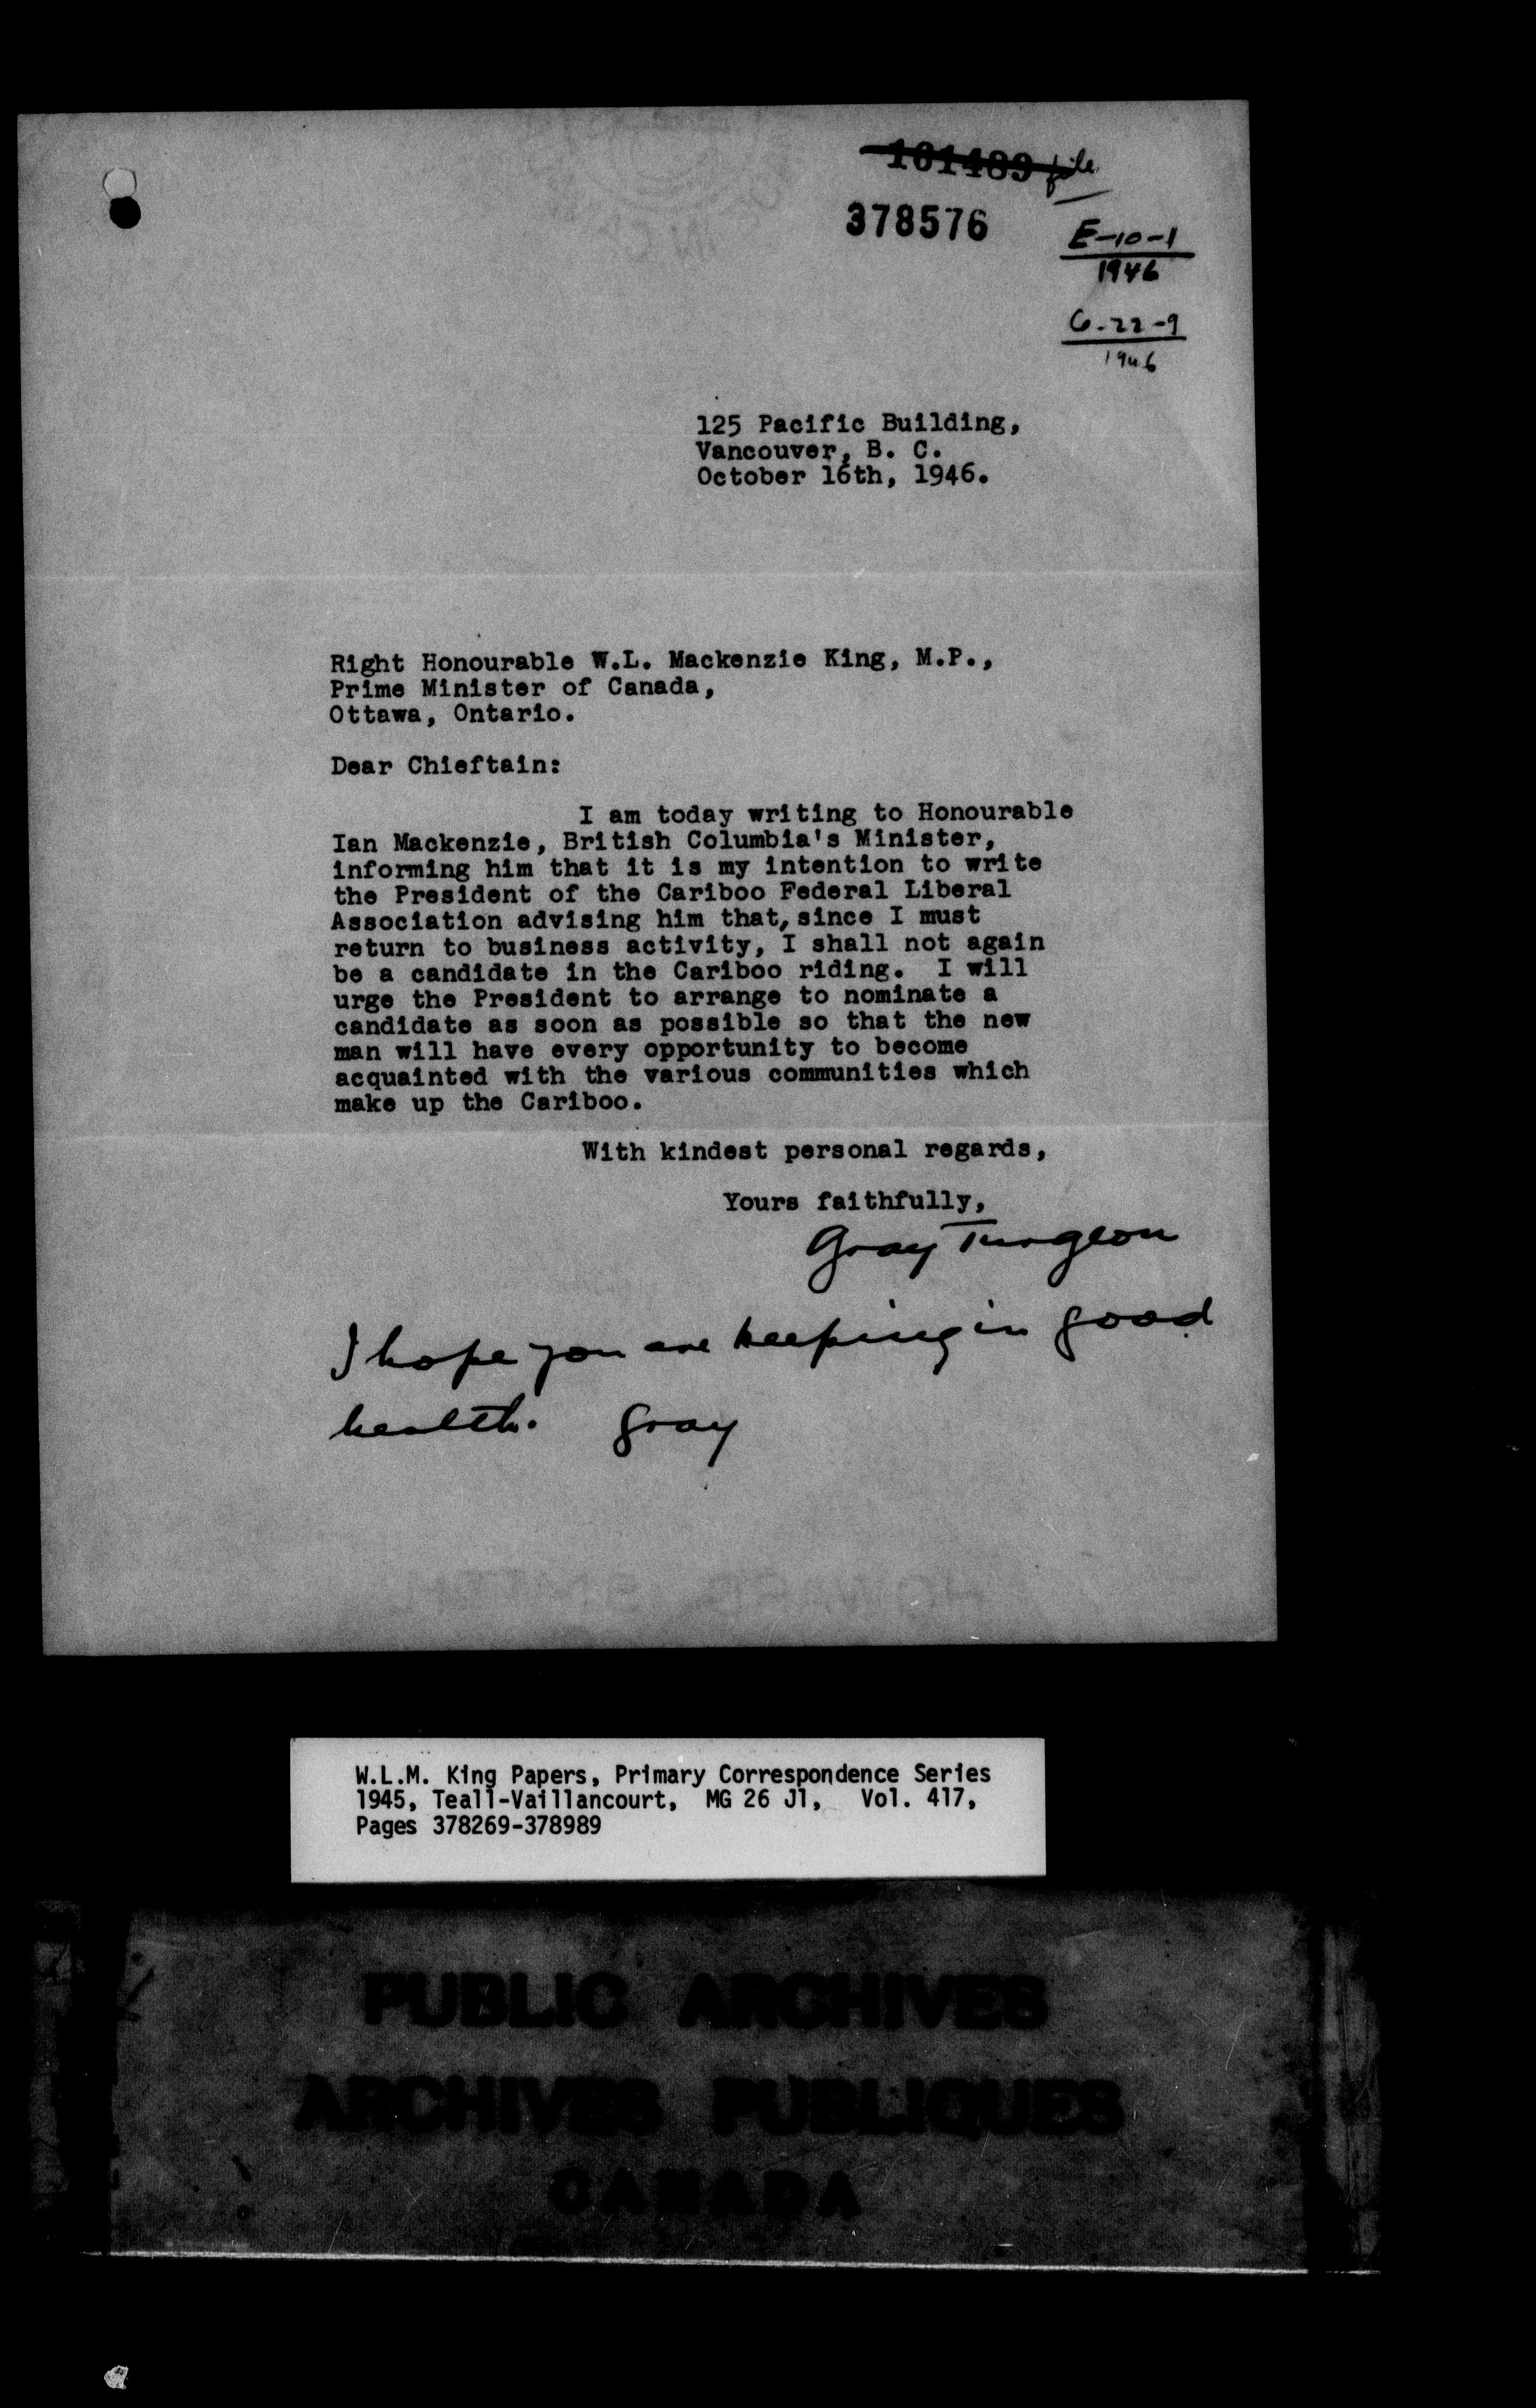 101489 file
378576
E-10-1
1946
G-22-9
1946
125 Pacific Building,
Vancouver, B. C.
October 16th, 1946.
Right Honourable W.L. Mackenzie King, M.P.,
Prime Minister of Canada,
Ottawa, Ontario.
Dear Chieftain:
I am today writing to Honourable
Ian Mackenzie, British Columbia's Minister,
informing him that it is my intention to write
the President of the Cariboo Federal Liberal
Association advising him that, since I must
return to business activity, I shall not again
be a candidate in the Cariboo riding. I will
urge the President to arrange to nominate a
candidate as soon as possible so that the new
man will have every opportunity to become
acquainted with the various communities which
make up the Cariboo.
With kindest personal regards,
Yours faithfully,
Gray Turgeon
I hope you are keeping in good
health. Gray
W.L.M. King Papers, Primary Correspondence Series
1945, Teall-Vaillancourt, MG 26 J1, Vol. 417,
Pages 378269-378989
PUBLIC ARCHIVES
ARCHIVES PUBLIQUES
CANADA